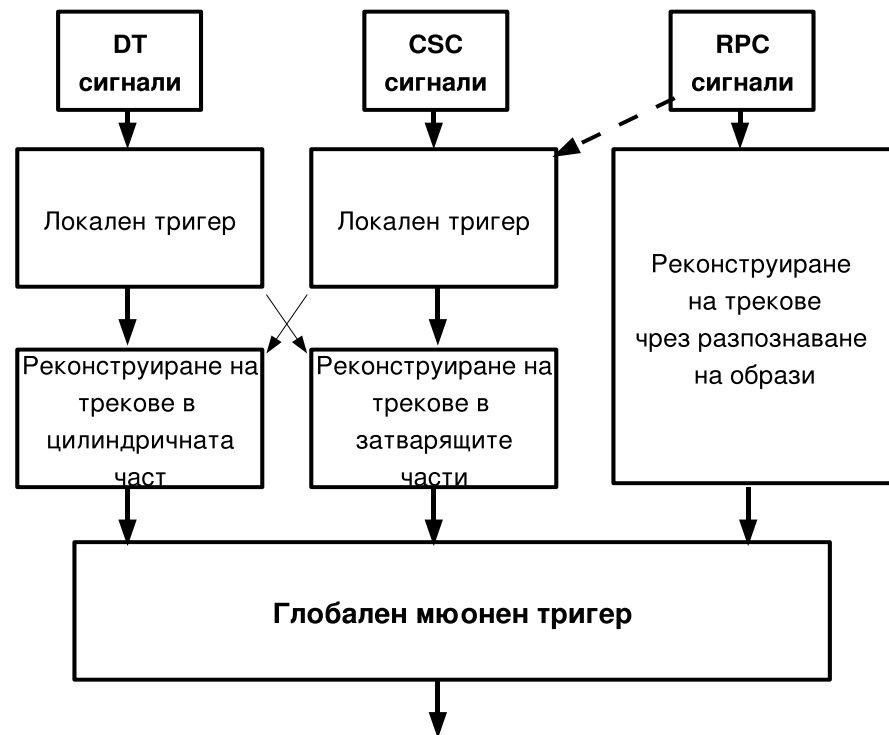 DT
сигнали
CSC
сигнали
RPC
сигнали
Локален тригер
Локален тригер
Реконструиране
на трекове
чрез разпознаване
на образи
Реконструиране на
трекове в
цилиндричната
част
Реконструиране на
трекове в
затварящите
части
Глобален мюонен тригер